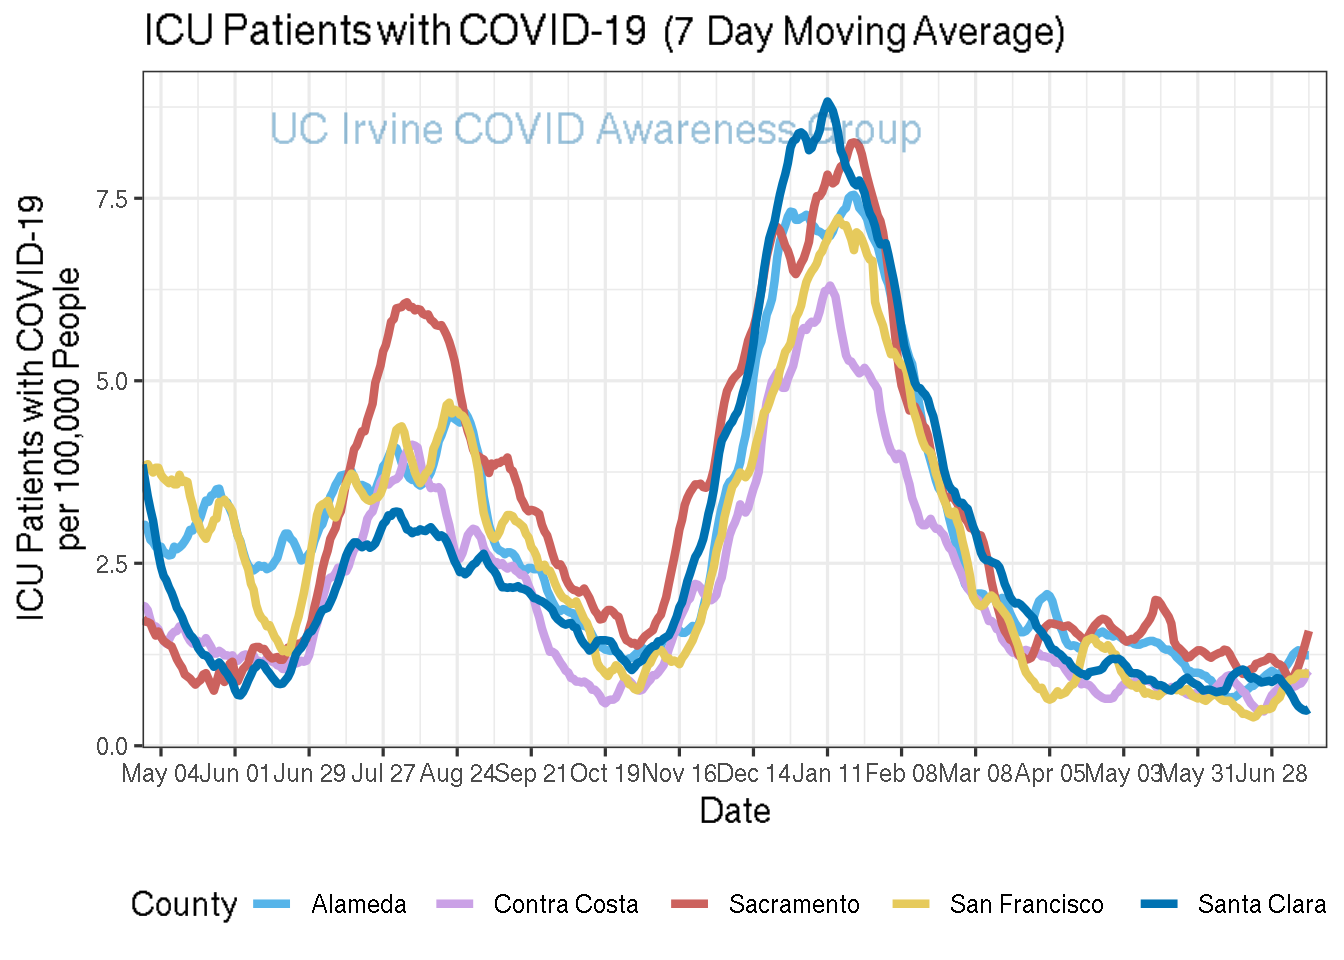 ICU Patients with COVID-19 (7 Day Moving Average)
UC Irvine COVID Awareness Group
ICU Patients with COVID-19
per 100,000 People
7.5
5.0
2.5
0.0
May 04 Jun 01 Jun 29 Jul 27 Aug 24 Sep 21 Oct 19 Nov 16 Dec 14 Jan 11 Feb 08 Mar 08 Apr 05 May 03 May 31 Jun 28
Date
County Alameda Contra Costa Sacramento San Francisco Santa Clara